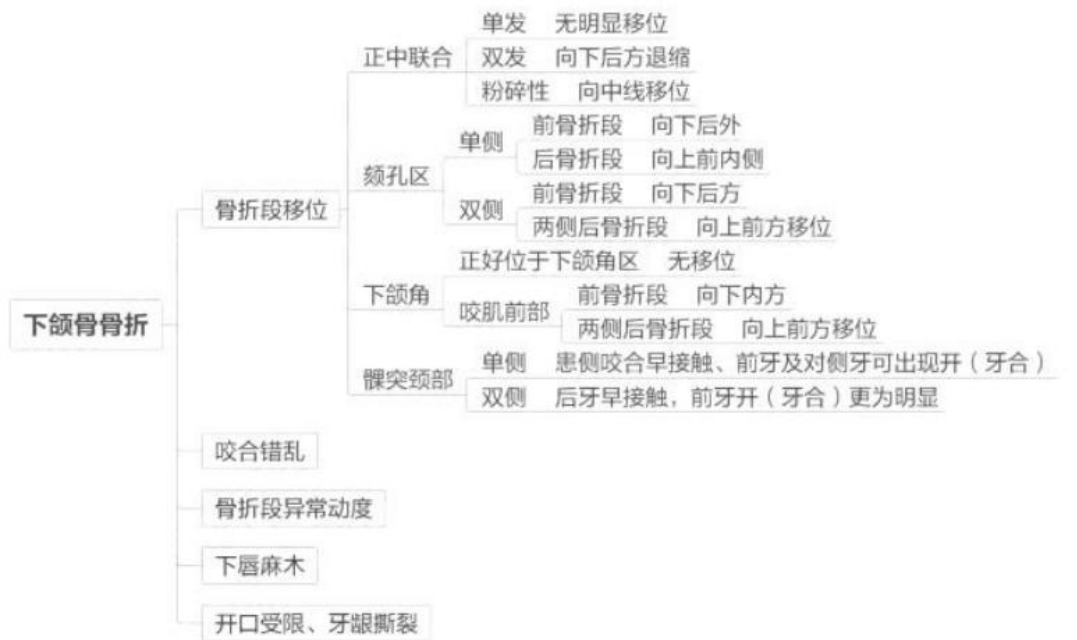 下颌骨骨折
骨折段移位
正中联合
单发 无明显移位
双发 向下后方退缩
粉碎性 向中线移位
颏孔区
单侧
前骨折段 向下后外
后骨折段 向上前内侧
双侧
前骨折段 向下后方
两侧后骨折段 向上前方移位
下颌角
正好位于下颌角区 无移位
咬肌前部
前骨折段 向下内方
两侧后骨折段 向上前方移位
髁突颈部
单侧 患侧咬合早接触、前牙及对侧牙可出现开（牙合）
双侧 后牙早接触，前牙开（牙合）更为明显
咬合错乱
骨折段异常动度
下唇麻木
开口受限、牙龈撕裂